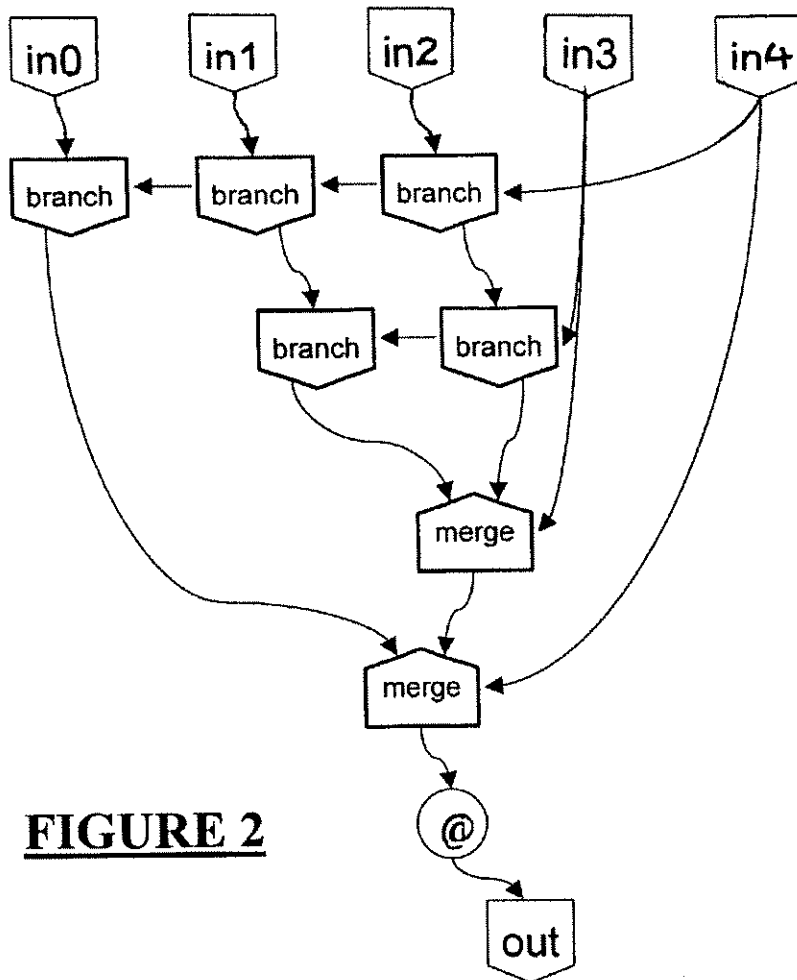 in0 in1 in2 in3 in4
branch branch branch
branch branch
merge
merge
@
FIGURE 2
out